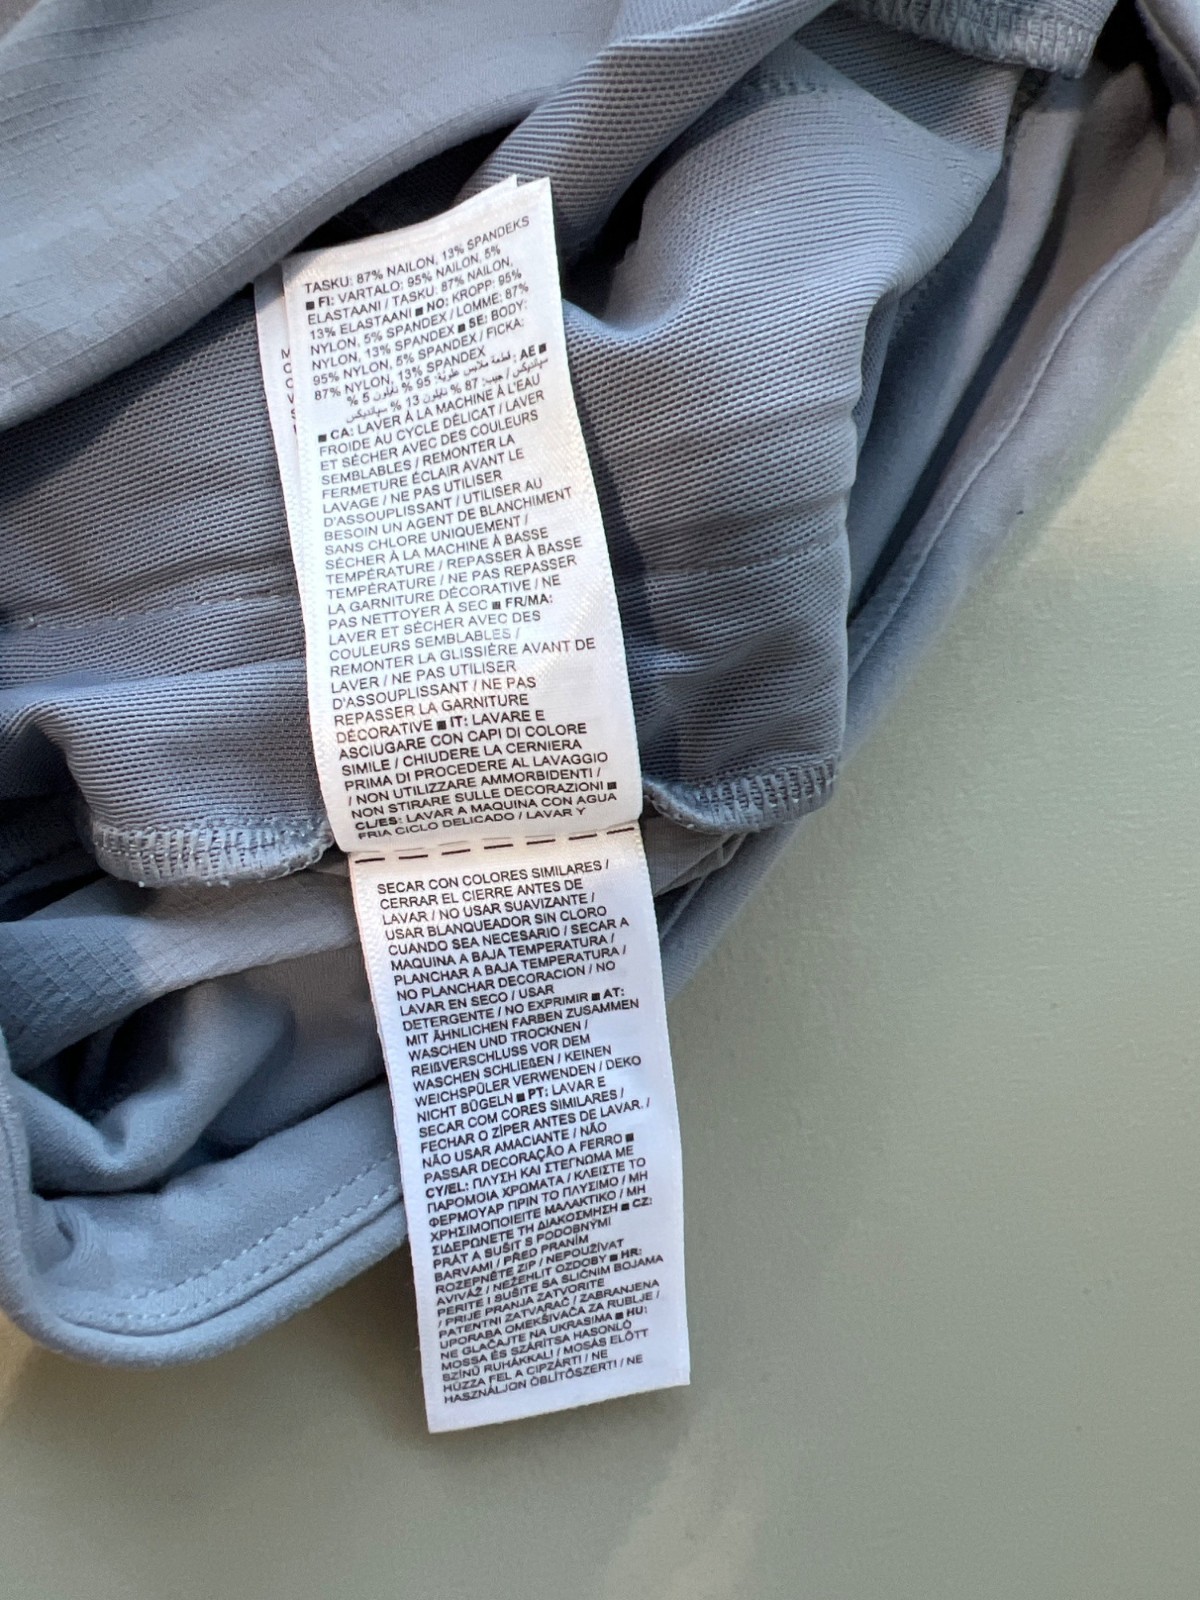 TASKU: 87% NAILON, 13% SPANDEKS
■ FI: VARTALO: 95% NAILON, 5%
ELASTAANI / TASKU: 87% NAILON,
13% ELASTAANI ■ NO: KROPP: 95%
NYLON, 5% SPANDEX / LOMME: 87%
NYLON, 13% SPANDEX ■ SE: BODY:
95% NYLON, 5% SPANDEX / FICKA:
87% NYLON, 13% SPANDEX
■ AE: قطعة ملابس علوية: 95 % نايلون 5 %
سباندكس / جيب: 87 % نايلون 13 % سباندكس
■ CA: LAVER À LA MACHINE À L'EAU
FROIDE AU CYCLE DÉLICAT / LAVER
ET SÉCHER AVEC DES COULEURS
SEMBLABLES / REMONTER LA
FERMETURE ÉCLAIR AVANT LE
LAVAGE / NE PAS UTILISER
D'ASSOUPLISSANT / UTILISER AU
BESOIN UN AGENT DE BLANCHIMENT
SANS CHLORE UNIQUEMENT /
SÉCHER À LA MACHINE À BASSE
TEMPÉRATURE / REPASSER À BASSE
TEMPÉRATURE / NE PAS REPASSER
LA GARNITURE DÉCORATIVE / NE
PAS NETTOYER À SEC ■ FR/MA:
LAVER ET SÉCHER AVEC DES
COULEURS SEMBLABLES /
REMONTER LA GLISSIÈRE AVANT DE
LAVER / NE PAS UTILISER
D'ASSOUPLISSANT / NE PAS
REPASSER LA GARNITURE
DÉCORATIVE ■ IT: LAVARE E
ASCIUGARE CON CAPI DI COLORE
SIMILE / CHIUDERE LA CERNIERA
PRIMA DI PROCEDERE AL LAVAGGIO
/ NON UTILIZZARE AMMORBIDENTI /
NON STIRARE SULLE DECORAZIONI ■
CL/ES: LAVAR A MAQUINA CON AGUA
FRIA CICLO DELICADO / LAVAR Y
SECAR CON COLORES SIMILARES /
CERRAR EL CIERRE ANTES DE
LAVAR / NO USAR SUAVIZANTE /
USAR BLANQUEADOR SIN CLORO
CUANDO SEA NECESARIO / SECAR A
MAQUINA A BAJA TEMPERATURA /
PLANCHAR A BAJA TEMPERATURA /
NO PLANCHAR DECORACION / NO
LAVAR EN SECO / USAR
DETERGENTE / NO EXPRIMIR ■ AT:
MIT ÄHNLICHEN FARBEN ZUSAMMEN
WASCHEN UND TROCKNEN /
REIßVERSCHLUSS VOR DEM
WASCHEN SCHLIEßEN / KEINEN
WEICHSPÜLER VERWENDEN / DEKO
NICHT BÜGELN ■ PT: LAVAR E
SECAR COM CORES SIMILARES /
FECHAR O ZÍPER ANTES DE LAVAR. /
NÃO USAR AMACIANTE / NÃO
PASSAR DECORAÇÃO A FERRO ■
CY/EL: ΠΛΥΣΗ ΚΑΙ ΣΤΕΓΝΩΜΑ ΜΕ
ΠΑΡΟΜΟΙΑ ΧΡΩΜΑΤΑ / ΚΛΕΙΣΤΕ ΤΟ
ΦΕΡΜΟΥΑΡ ΠΡΙΝ ΤΟ ΠΛΥΣΙΜΟ / ΜΗ
ΧΡΗΣΙΜΟΠΟΙΕΙΤΕ ΜΑΛΑΚΤΙΚΟ / ΜΗ
ΣΙΔΕΡΩΝΕΤΕ ΤΗ ΔΙΑΚΟΣΜΗΣΗ ■ CZ:
PRÁT A SUŠIT S PODOBNÝMI
BARVAMI / PŘED PRANÍM
ROZEPNĚTE ZIP / NEPOUŽÍVAT
AVIVÁŽ / NEŽEHLIT OZDOBY ■ HR:
PERITE I SUŠITE SA SLIČNIM BOJAMA
/ PRIJE PRANJA ZATVORITE
PATENTNI ZATVARAČ / ZABRANJENA
UPORABA OMEKŠIVAČA ZA RUBLJE /
NE GLAČAJTE NA UKRASIMA ■ HU:
MOSSA ÉS SZÁRÍTSA HASONLÓ
SZÍNŰ RUHÁKKAL! / MOSÁS ELŐTT
HÚZZA FEL A CIPZÁRT! / NE
HASZNÁLJON ÖBLÍTŐSZERT! / NE